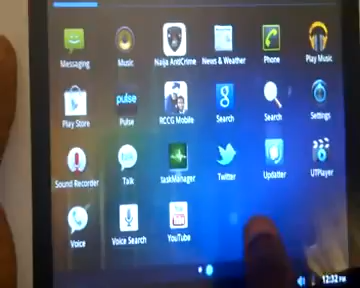 Messaging Music Naija AntiCrime News & Weather Phone Play Music
pulse
Play Store Pulse RCCG Mobile Search Search Settings
Sound Recorder Talk taskManager Twitter Updater UTPlayer
Voice Voice Search YouTube
12:32 PM